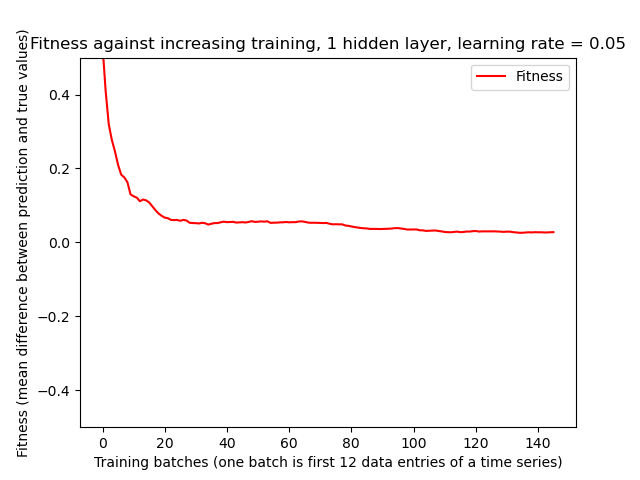 Fitness against increasing training, 1 hidden layer, learning rate = 0.05
Fitness (mean difference between prediction and true values)
0.4
0.2
0.0
−0.2
−0.4
Fitness
0 20 40 60 80 100 120 140
Training batches (one batch is first 12 data entries of a time series)